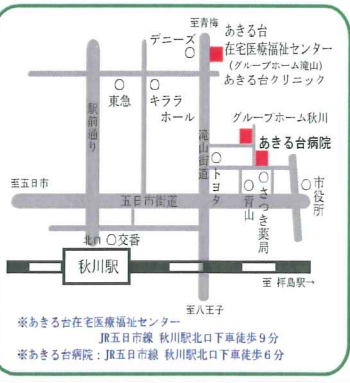 至青梅
あきる台
在宅医療福祉センター
(グループホーム滝山)
あきる台クリニック
デニーズ
東急
キララ
ホール
駅前通り
グループホーム秋川
あきる台病院
滝山街道
トヨタ
青山
さつき薬局
市役所
至五日市
五日市街道
北口
交番
秋川駅
至 拝島駅→
至八王子
※あきる台在宅医療福祉センター
JR五日市線 秋川駅北口下車徒歩9分
※あきる台病院：JR五日市線 秋川駅北口下車徒歩6分